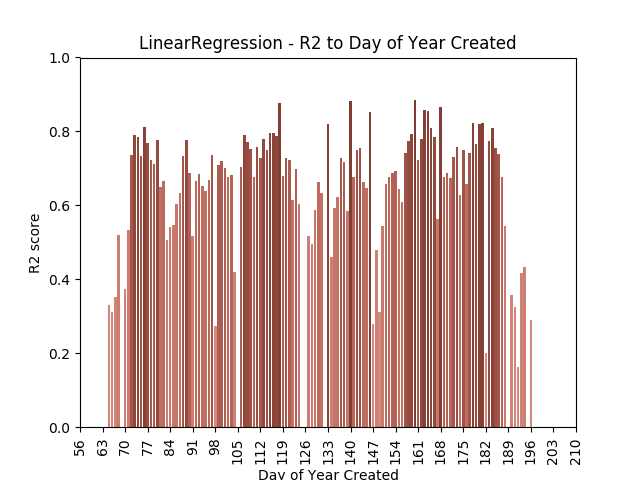 LinearRegression - R2 to Day of Year Created
1.0
0.8
0.6
0.4
0.2
0.0
R2 score
56 63 70 77 84 91 98 105 112 119 126 133 140 147 154 161 168 175 182 189 196 203 210
Day of Year Created